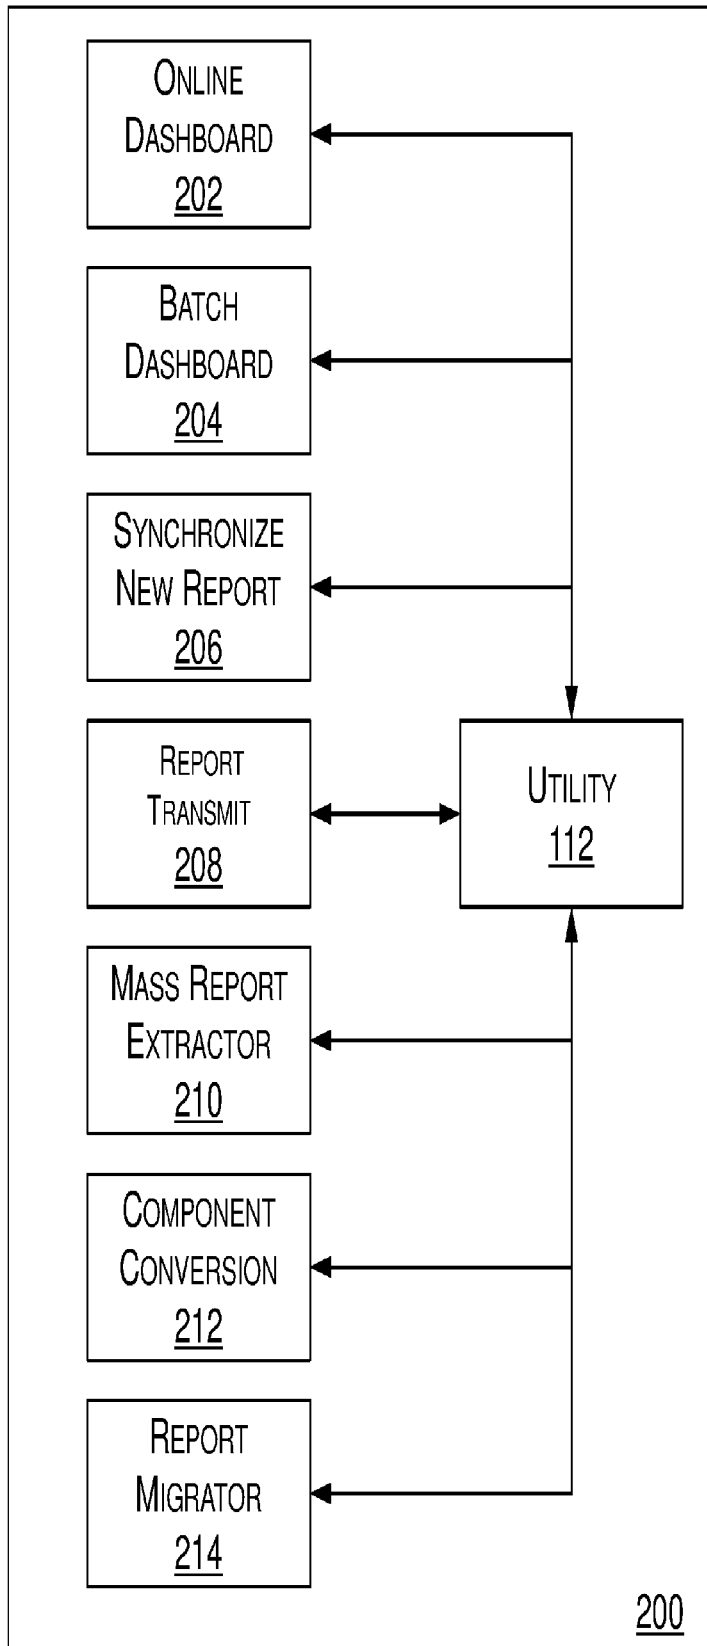 ONLINE
DASHBOARD
202
BATCH
DASHBOARD
204
SYNCHRONIZE
NEW REPORT
206
REPORT
TRANSMIT
208
UTILITY
112
MASS REPORT
EXTRACTOR
210
COMPONENT
CONVERSION
212
REPORT
MIGRATOR
214
200